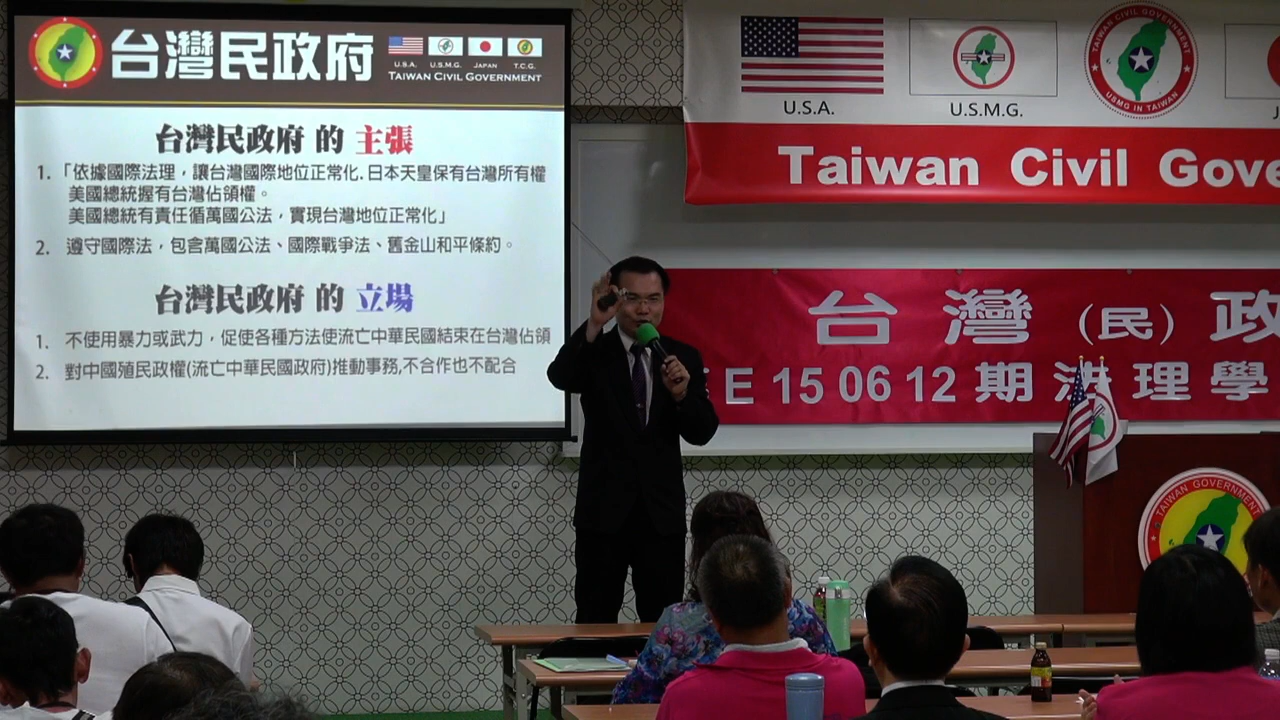 台灣民政府
U.S.A. U.S.M.G. JAPAN T.C.G.
TAIWAN CIVIL GOVERNMENT
台灣民政府 的 主張
1. 「依據國際法理，讓台灣國際地位正常化.日本天皇保有台灣所有權
美國總統握有台灣佔領權。
美國總統有責任循萬國公法，實現台灣地位正常化」
2. 遵守國際法，包含萬國公法、國際戰爭法、舊金山和平條約。
台灣民政府 的 立場
1. 不使用暴力或武力，促使各種方法使流亡中華民國結束在台灣佔領
2. 對中國殖民政權(流亡中華民國政府)推動事務,不合作也不配合
U.S.A.
U.S.M.G.
TAIWAN CIVIL GOVERNMENT
USMG IN TAIWAN
J
Taiwan Civil Gove
台 灣 (民) 政
E 15 06 12 期法理學
TAIWAN GOVERNMENT